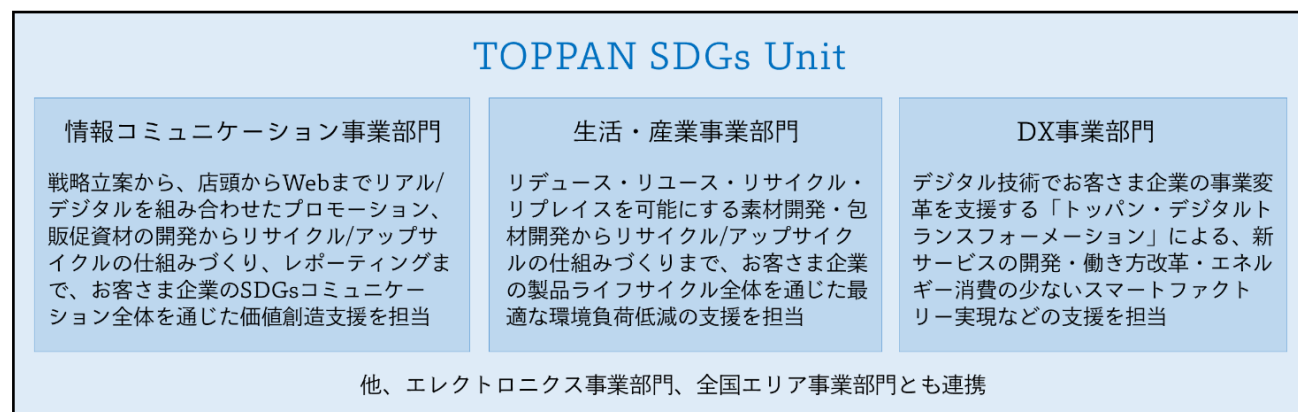 TOPPAN SDGs Unit
情報コミュニケーション事業部門
戦略立案から、店頭からWebまでリアル/
デジタルを組み合わせたプロモーション、
販促資材の開発からリサイクル/アップサ
イクルの仕組みづくり、レポーティングま
で、お客さま企業のSDGsコミュニケー
ション全体を通じた価値創造支援を担当
生活・産業事業部門
リデュース・リユース・リサイクル・
リプレイスを可能にする素材開発・包
材開発からリサイクル/アップサイク
ルの仕組みづくりまで、お客さま企業
の製品ライフサイクル全体を通じた最
適な環境負荷低減の支援を担当
DX事業部門
デジタル技術でお客さま企業の事業変
革を支援する「トッパン・デジタルト
ランスフォーメーション」による、新
サービスの開発・働き方改革・エネル
ギー消費の少ないスマートファクト
リー実現などの支援を担当
他、エレクトロニクス事業部門、全国エリア事業部門とも連携